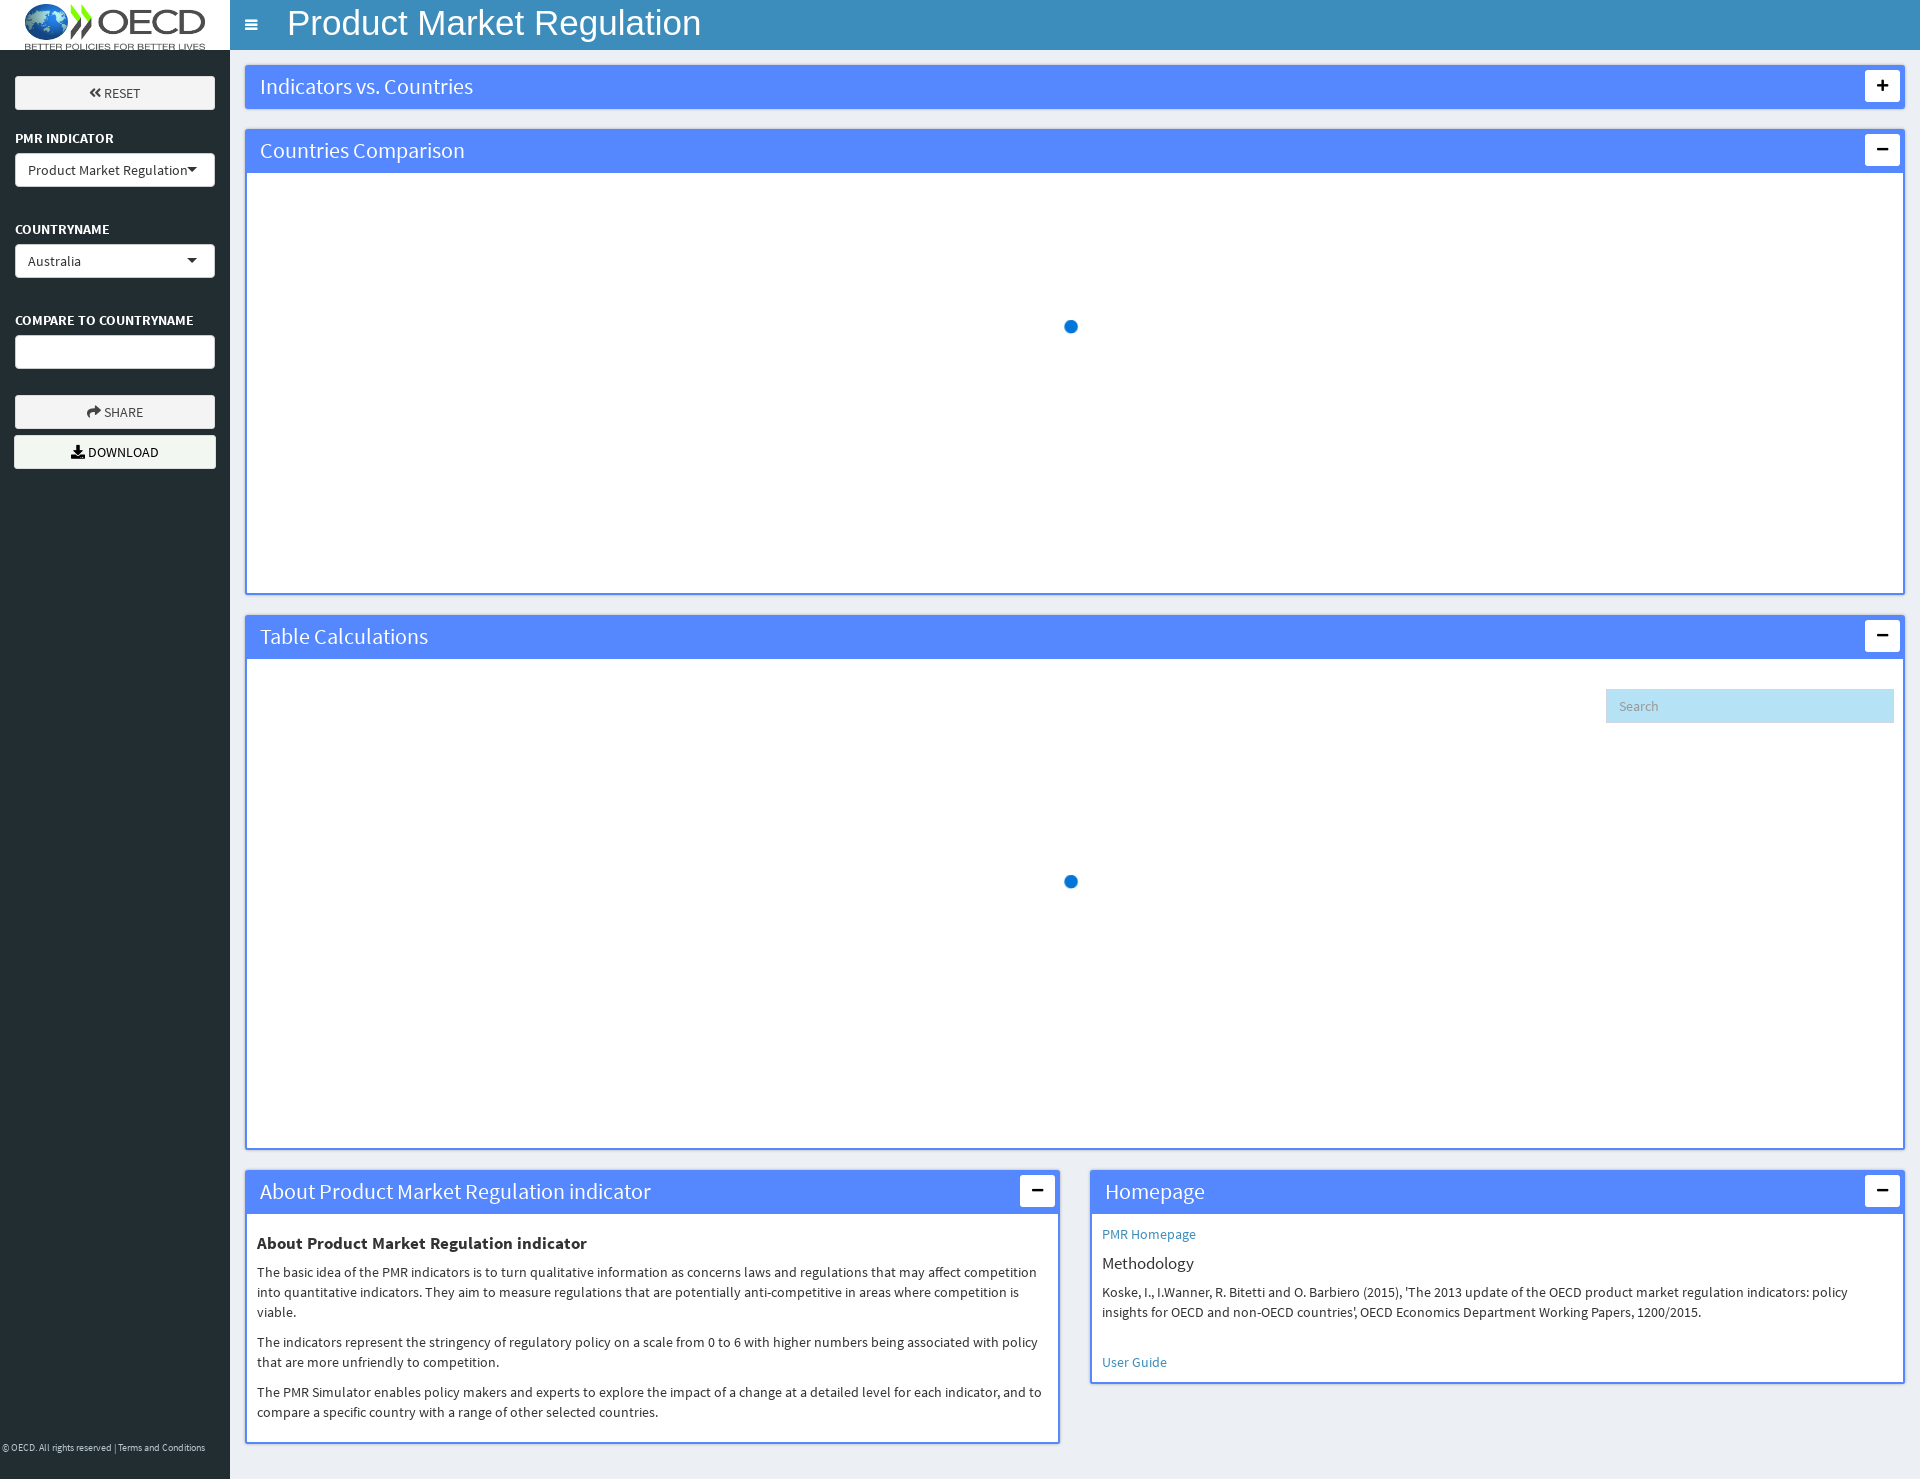 OECD
BETTER POLICIES FOR BETTER LIVES
Product Market Regulation
RESET
PMR INDICATOR
Product Market Regulation
COUNTRYNAME
Australia
COMPARE TO COUNTRYNAME
SHARE
DOWNLOAD
© OECD. All rights reserved | Terms and Conditions
Indicators vs. Countries
Countries Comparison
Table Calculations
Search
About Product Market Regulation indicator
About Product Market Regulation indicator
The basic idea of the PMR indicators is to turn qualitative information as concerns laws and regulations that may affect competition
into quantitative indicators. They aim to measure regulations that are potentially anti-competitive in areas where competition is
viable.
The indicators represent the stringency of regulatory policy on a scale from 0 to 6 with higher numbers being associated with policy
that are more unfriendly to competition.
The PMR Simulator enables policy makers and experts to explore the impact of a change at a detailed level for each indicator, and to
compare a specific country with a range of other selected countries.
Homepage
PMR Homepage
Methodology
Koske, I., I.Wanner, R. Bitetti and O. Barbiero (2015), 'The 2013 update of the OECD product market regulation indicators: policy
insights for OECD and non-OECD countries', OECD Economics Department Working Papers, 1200/2015.
User Guide